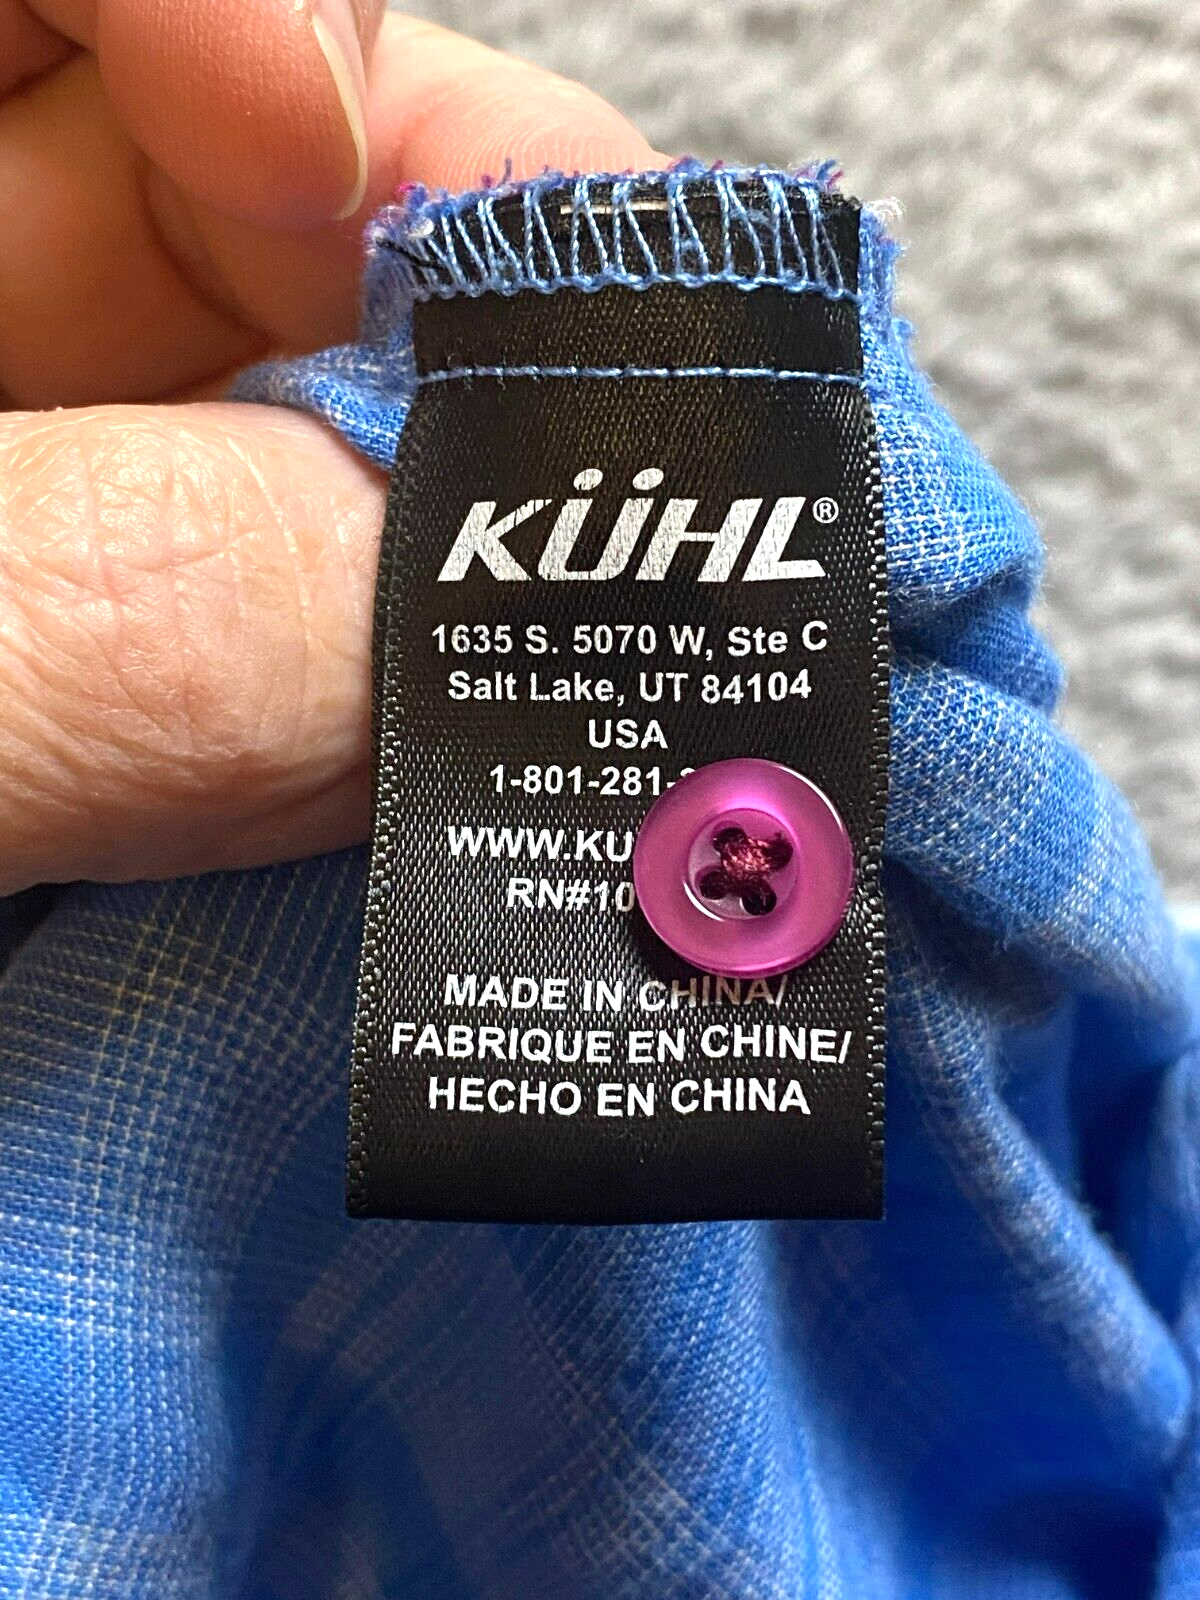 KÜHL®
1635 S. 5070 W, Ste C
Salt Lake, UT 84104
USA
1-801-281-
WWW.KU
RN#10
MADE IN CHINA/
FABRIQUE EN CHINE/
HECHO EN CHINA